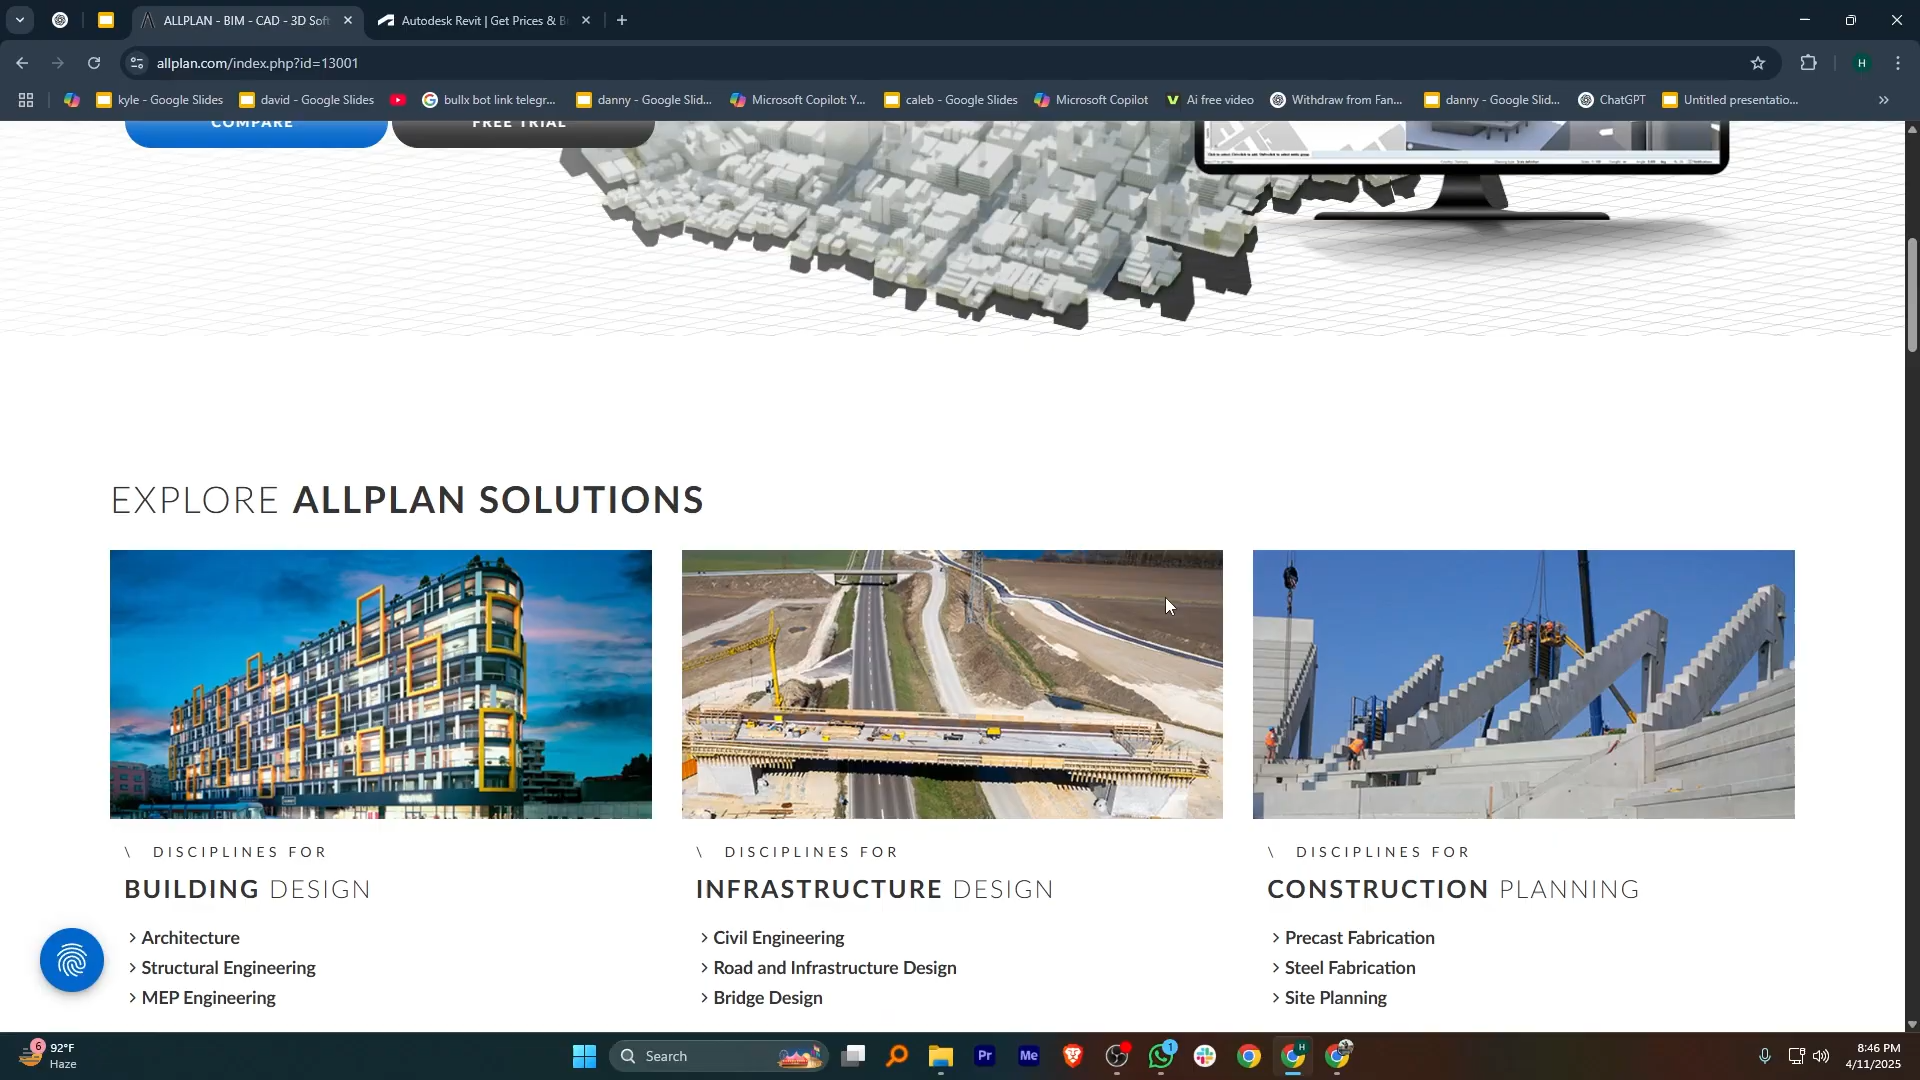 ALLPLAN - BIM - CAD - 3D Soft
Autodesk Revit | Get Prices & B
allplan.com/index.php?id=13001
H
kyle - Google Slides
david - Google Slides
bullx bot link telegr...
danny - Google Slid...
Microsoft Copilot: Y...
caleb - Google Slides
Microsoft Copilot
Ai free video
Withdraw from Fan...
danny - Google Slid...
ChatGPT
Untitled presentatio...
COMPARE
FREE TRIAL
EXPLORE ALLPLAN SOLUTIONS
\ DISCIPLINES FOR
BUILDING DESIGN
> Architecture
> Structural Engineering
> MEP Engineering
\ DISCIPLINES FOR
INFRASTRUCTURE DESIGN
> Civil Engineering
> Road and Infrastructure Design
> Bridge Design
\ DISCIPLINES FOR
CONSTRUCTION PLANNING
> Precast Fabrication
> Steel Fabrication
> Site Planning
6
92°F
Haze
Search
Pr
Me
1
H
8:46 PM
4/11/2025